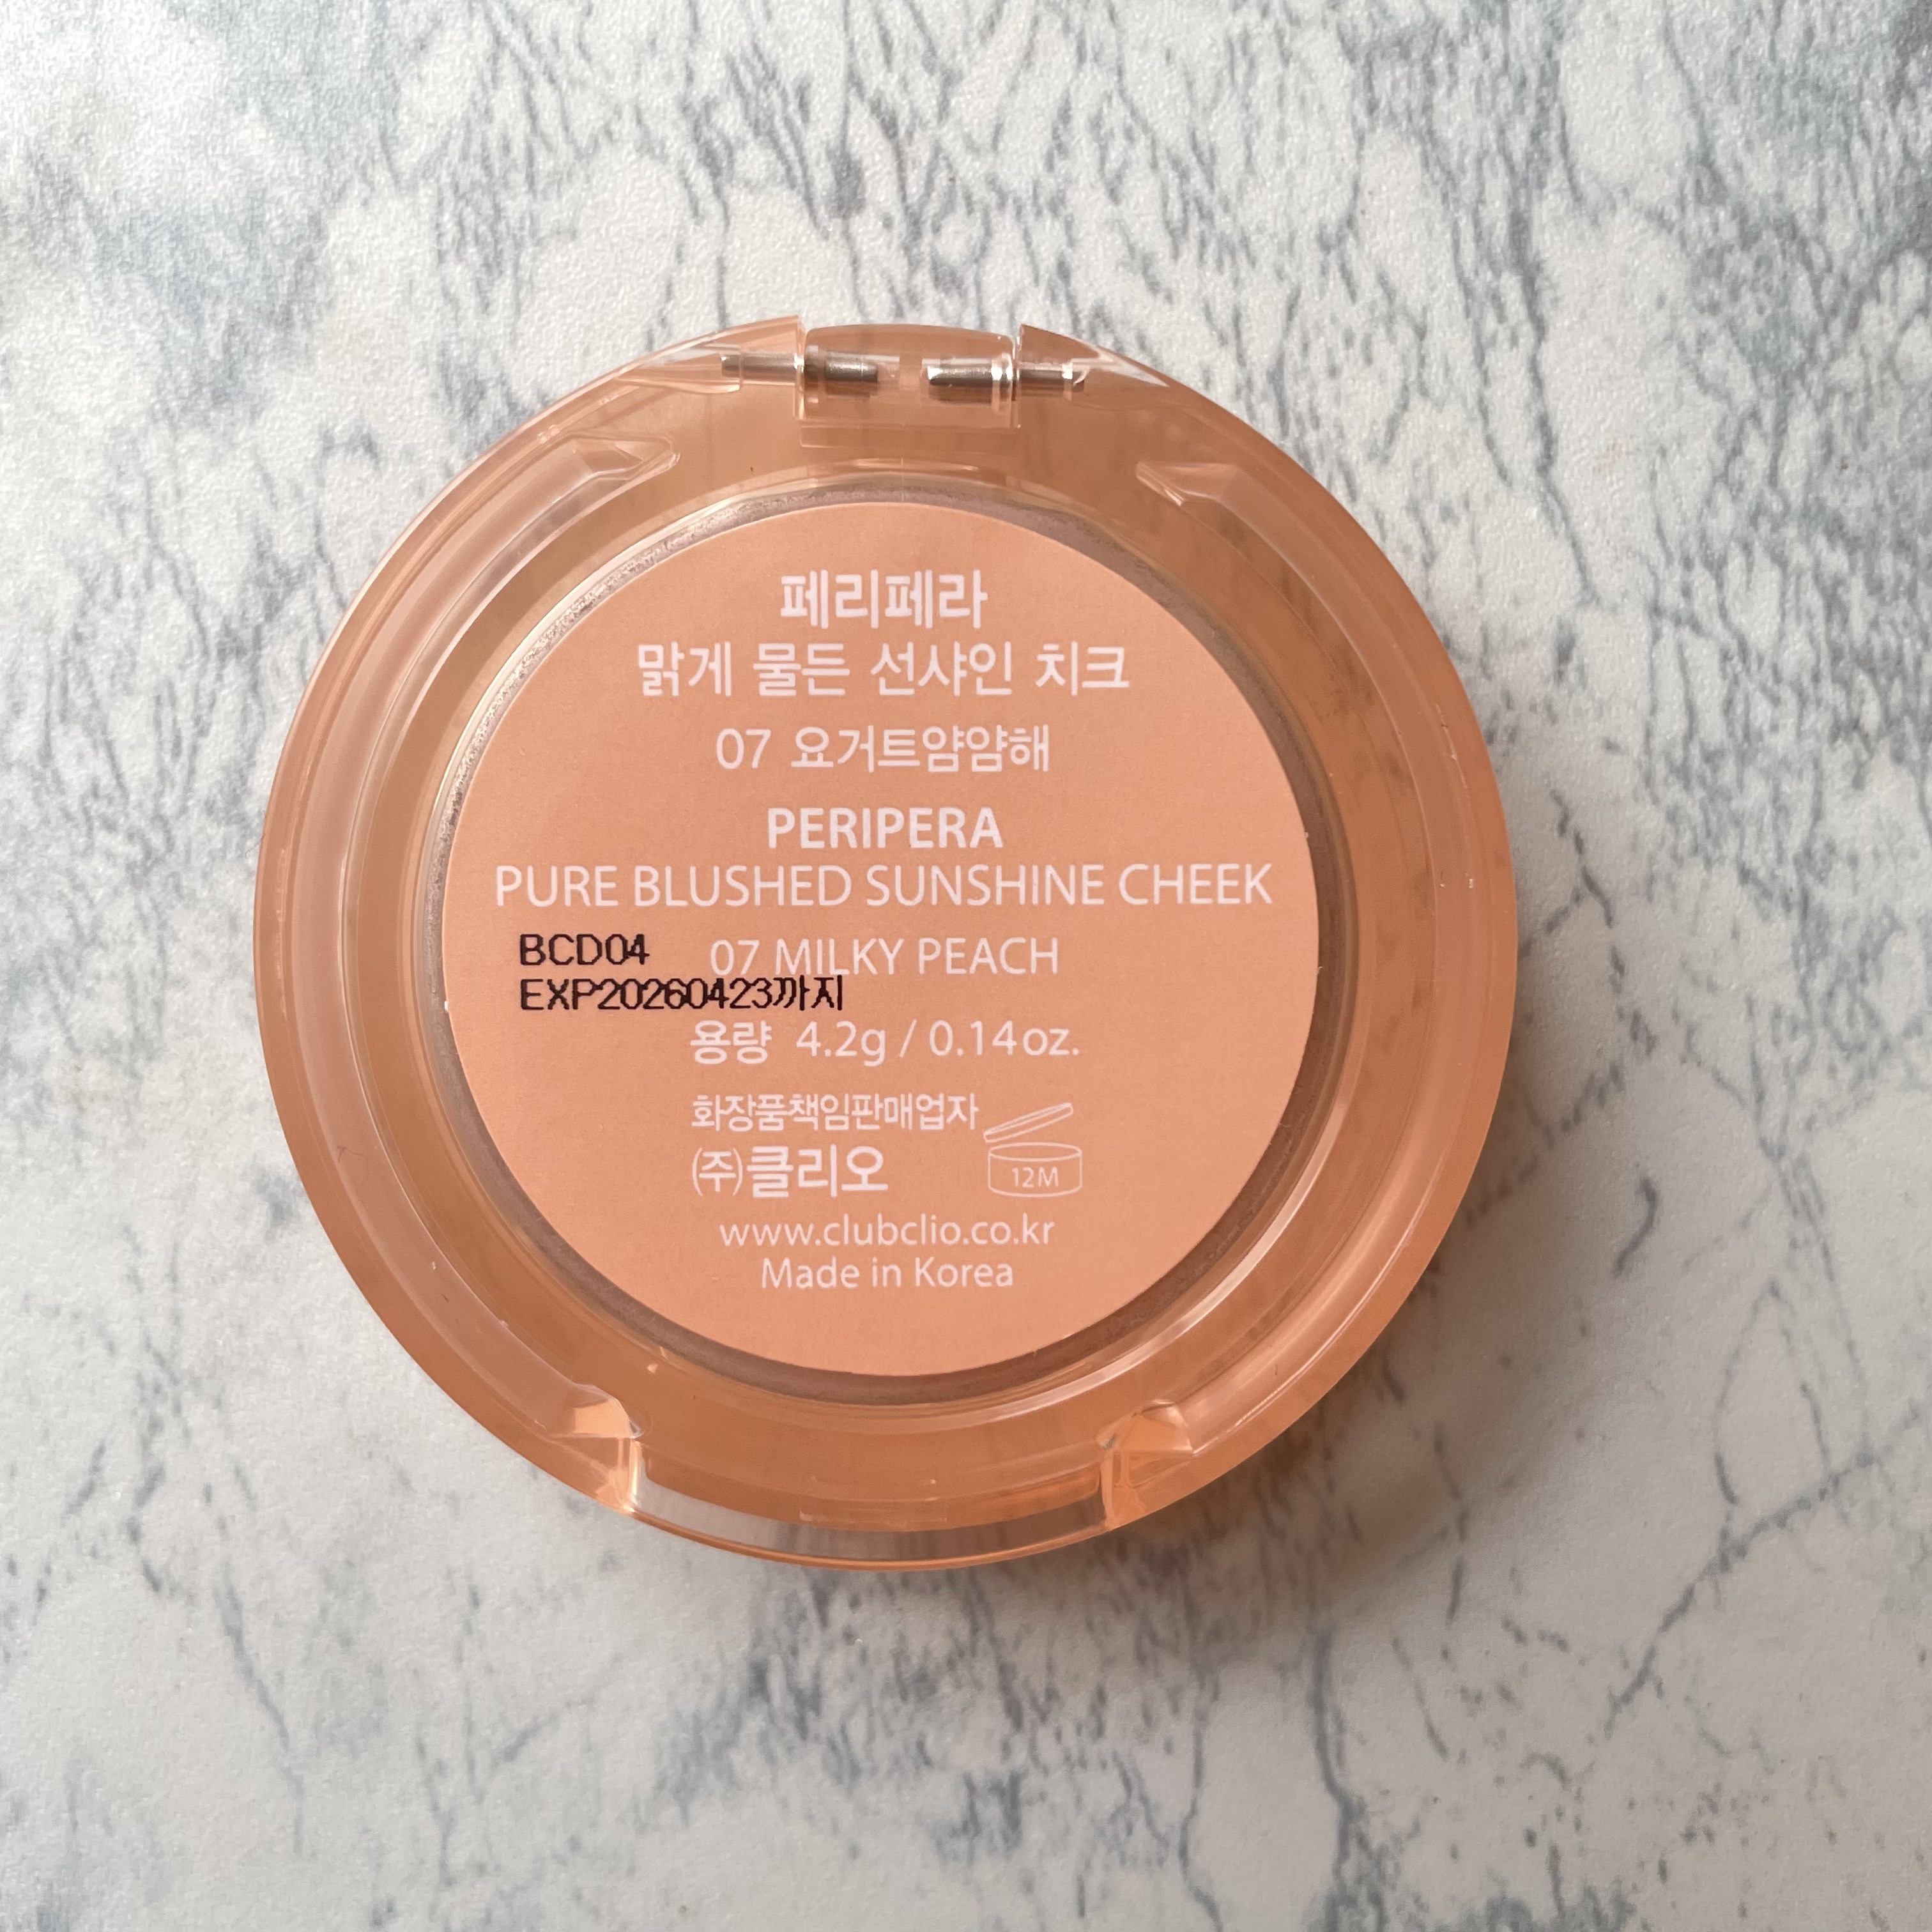 페리페라
맑게 물든 선샤인 치크
07 요거트얌얌해
PERIPERA
PURE BLUSHED SUNSHINE CHEEK
BCD04
07 MILKY PEACH
EXP20260423까지
용량 4.2g / 0.14oz.
화장품책임판매업자
㈜클리오
12M
www.clubclio.co.kr
Made in Korea